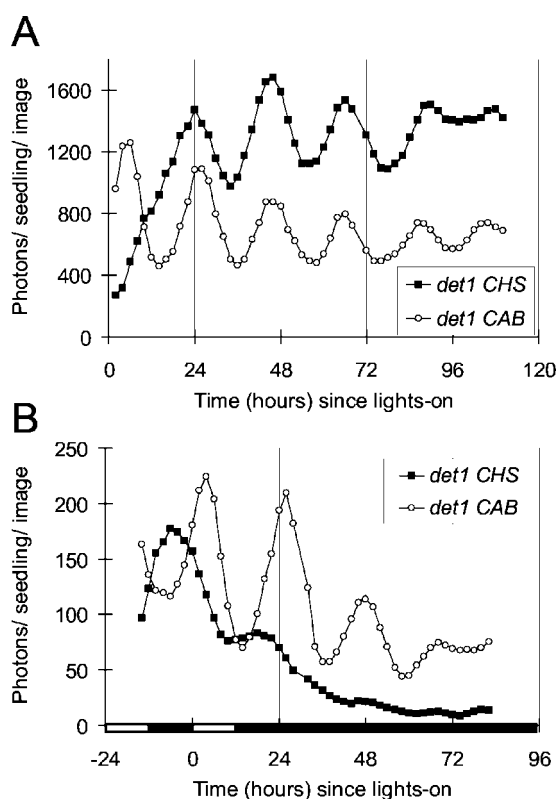 A
1600
1200
800
400
0
Photons/ seedling/ image
det1 CHS
det1 CAB
0 24 48 72 96 120
Time (hours) since lights-on
B
250
200
150
100
50
0
Photons/ seedling/ image
det1 CHS
det1 CAB
-24 0 24 48 72 96
Time (hours) since lights-on